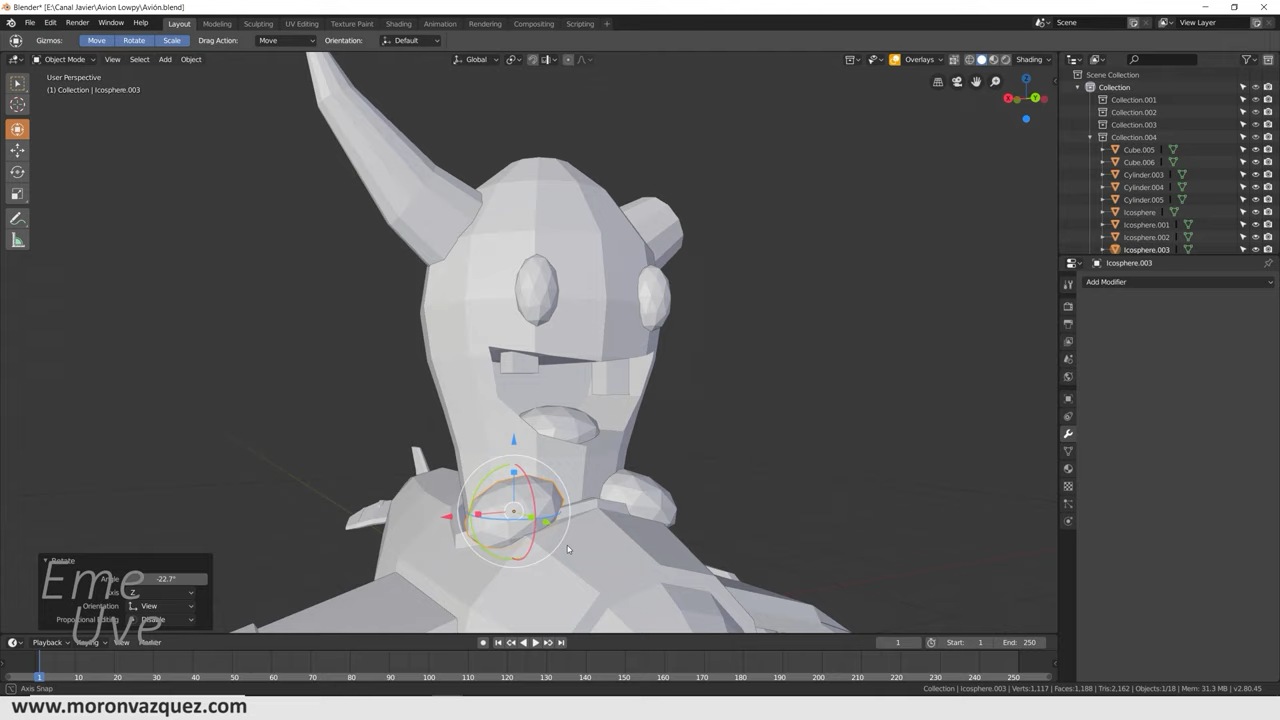 Blender* [E:\Canal Javier\Avion Lowpy\Avión.blend]
File Edit Render Window Help Layout Modeling Sculpting UV Editing Texture Paint Shading Animation Rendering Compositing Scripting + Scene View Layer
Gizmos: Move Rotate Scale Drag Action: Move Orientation: Default
Object Mode View Select Add Object Global Overlays Shading
User Perspective
(1) Collection | Icosphere.003
Z
X
Y
Scene Collection
Collection
Collection.001
Collection.002
Collection.003
Collection.004
Cube.005
Cube.006
Cylinder.003
Cylinder.004
Cylinder.005
Icosphere
Icosphere.001
Icosphere.002
Icosphere.003
Icosphere.003
Add Modifier
Rotate
Angle -22.7°
Axis Z
Orientation View
Proportional Editing Disable
Eme
Uve
Playback Keying View Marker 1 Start: 1 End: 250
1 10 20 30 40 50 60 70 80 90 100 110 120 130 140 150 160 170 180 190 200 210 220 230 240 250
Axis Snap Collection | Icosphere.003 | Verts:1,117 | Faces:1,188 | Tris:2,162 | Objects:1/18 | Mem: 31.3 MB | v2.80.45
www.moronvazquez.com